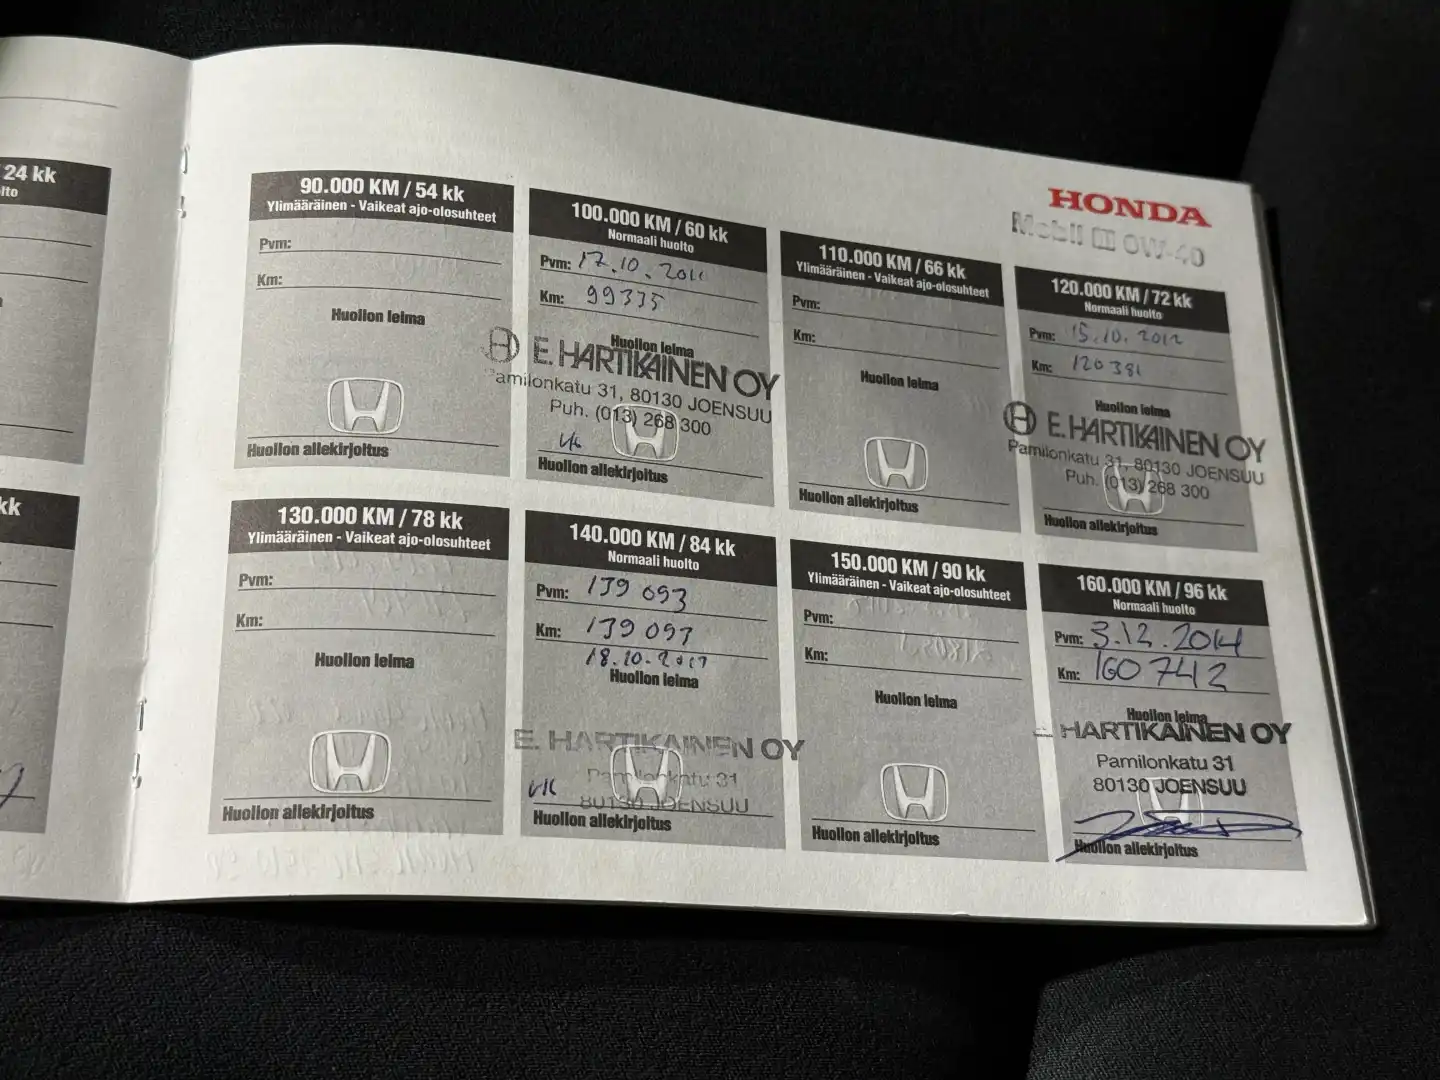 24 kk
lto
kk
HONDA
Mobil 1 0W-40
90.000 KM / 54 kk
Ylimääräinen - Vaikeat ajo-olosuhteet
Pvm:
Km:
Huollon leima
Huollon allekirjoitus
100.000 KM / 60 kk
Normaali huolto
Pvm: 17.10.2011
Km: 99335
Huollon leima
E. HARTIKAINEN OY
Pamilonkatu 31, 80130 JOENSUU
Puh. (013) 268 300
Huollon allekirjoitus
110.000 KM / 66 kk
Ylimääräinen - Vaikeat ajo-olosuhteet
Pvm:
Km:
Huollon leima
Huollon allekirjoitus
120.000 KM / 72 kk
Normaali huolto
Pvm: 15.10.2012
Km: 120381
Huollon leima
E. HARTIKAINEN OY
Pamilonkatu 31, 80130 JOENSUU
Puh. (013) 268 300
Huollon allekirjoitus
130.000 KM / 78 kk
Ylimääräinen - Vaikeat ajo-olosuhteet
Pvm:
Km:
Huollon leima
Huollon allekirjoitus
140.000 KM / 84 kk
Normaali huolto
Pvm: 139 093
Km: 139 093
Huollon leima
E. HARTIKAINEN OY
Pamilonkatu 31
80130 JOENSUU
Huollon allekirjoitus
150.000 KM / 90 kk
Ylimääräinen - Vaikeat ajo-olosuhteet
Pvm:
Km:
Huollon leima
Huollon allekirjoitus
160.000 KM / 96 kk
Normaali huolto
Pvm: 3.12.2014
Km: 160 742
Huollon leima
HARTIKAINEN OY
Pamilonkatu 31
80130 JOENSUU
Huollon allekirjoitus